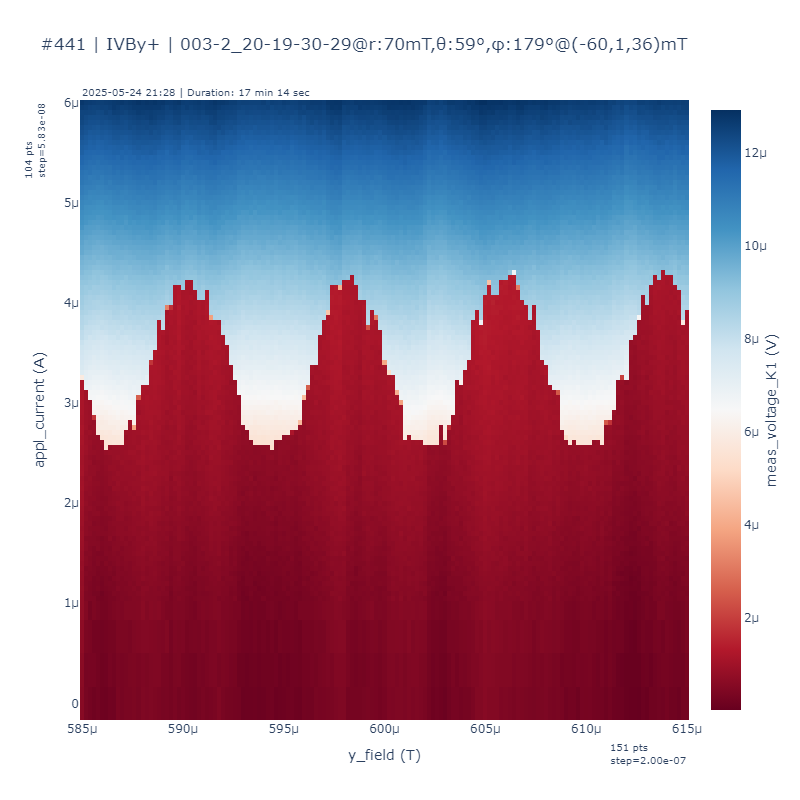 #441 | IVBy+ | 003-2_20-19-30-29@r:70mT,θ:59°,φ:179°@(-60,1,36)mT
2025-05-24 21:28 | Duration: 17 min 14 sec
104 pts
step=5.83e-08
6μ
5μ
4μ
3μ
2μ
1μ
0
appl_current (A)
585μ
590μ
595μ
600μ
605μ
610μ
615μ
y_field (T)
151 pts
step=2.00e-07
12μ
10μ
8μ
6μ
4μ
2μ
meas_voltage_K1 (V)